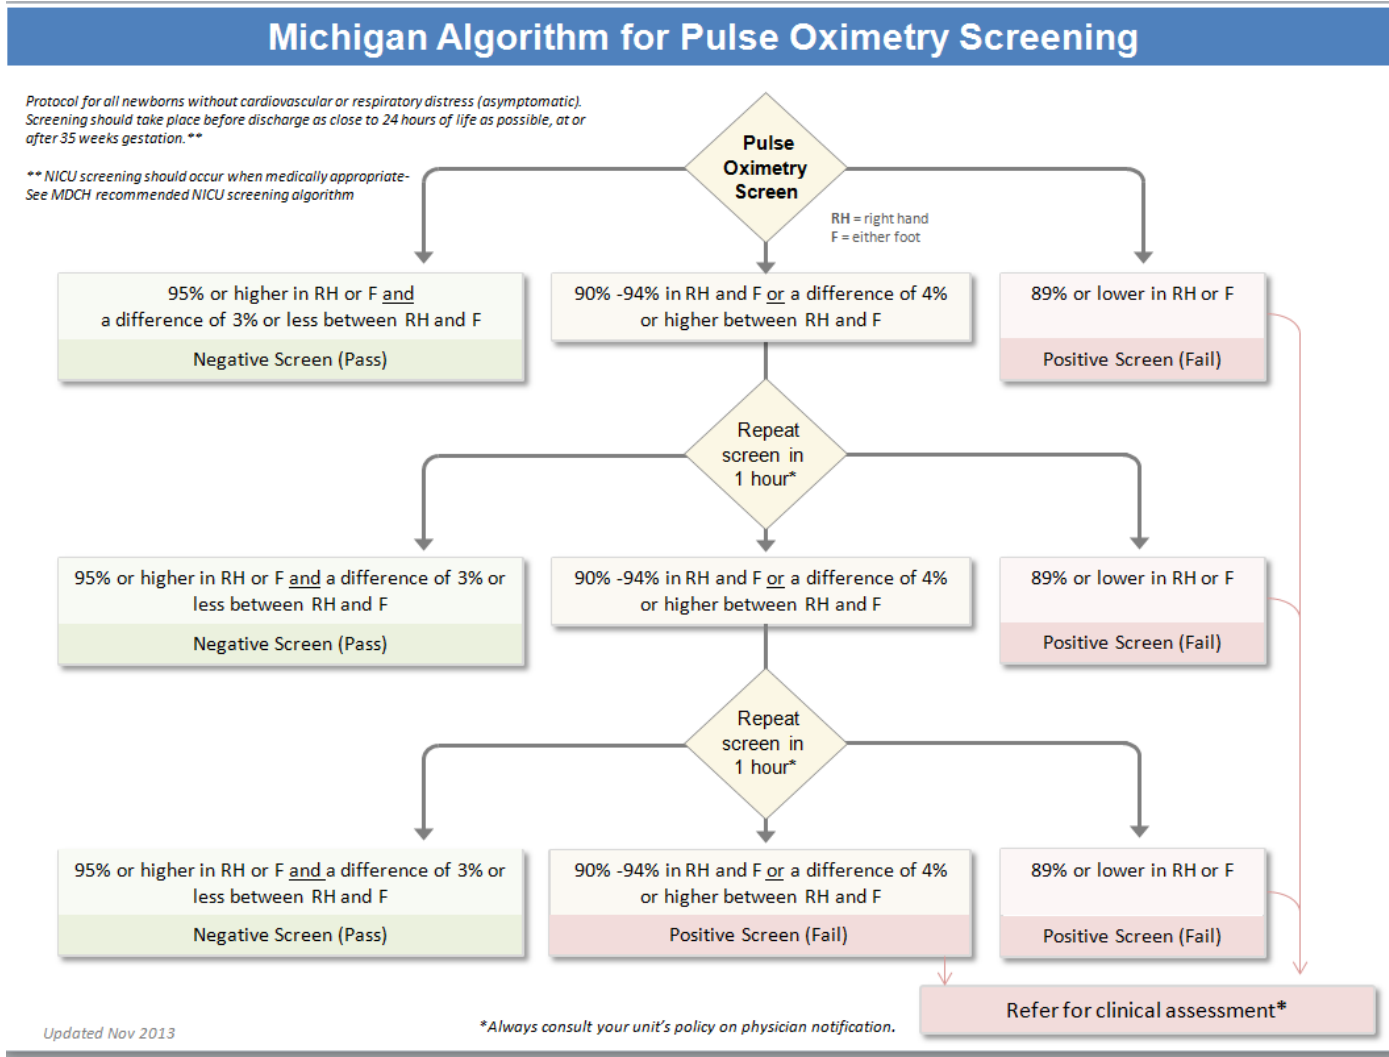 Michigan Algorithm for Pulse Oximetry Screening
Protocol for all newborns without cardiovascular or respiratory distress (asymptomatic).
Screening should take place before discharge as close to 24 hours of life as possible, at or
after 35 weeks gestation.**
** NICU screening should occur when medically appropriate-
See MDCH recommended NICU screening algorithm
Pulse
Oximetry
Screen
RH = right hand
F = either foot
95% or higher in RH or F and
a difference of 3% or less between RH and F
Negative Screen (Pass)
90% -94% in RH and F or a difference of 4%
or higher between RH and F
89% or lower in RH or F
Positive Screen (Fail)
Repeat
screen in
1 hour*
95% or higher in RH or F and a difference of 3% or
less between RH and F
Negative Screen (Pass)
90% -94% in RH and F or a difference of 4%
or higher between RH and F
89% or lower in RH or F
Positive Screen (Fail)
Repeat
screen in
1 hour*
95% or higher in RH or F and a difference of 3% or
less between RH and F
Negative Screen (Pass)
90% -94% in RH and F or a difference of 4%
or higher between RH and F
Positive Screen (Fail)
89% or lower in RH or F
Positive Screen (Fail)
Refer for clinical assessment*
Updated Nov 2013
*Always consult your unit's policy on physician notification.